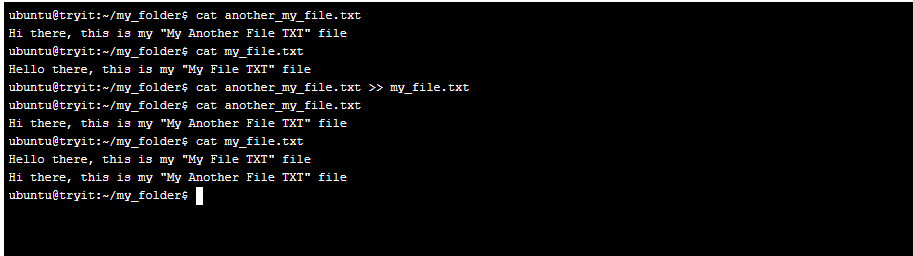 ubuntu@tryit:~/my_folder$ cat another_my_file.txt
Hi there, this is my "My Another File TXT" file
ubuntu@tryit:~/my_folder$ cat my_file.txt
Hello there, this is my "My File TXT" file
ubuntu@tryit:~/my_folder$ cat another_my_file.txt >> my_file.txt
ubuntu@tryit:~/my_folder$ cat another_my_file.txt
Hi there, this is my "My Another File TXT" file
ubuntu@tryit:~/my_folder$ cat my_file.txt
Hello there, this is my "My File TXT" file
Hi there, this is my "My Another File TXT" file
ubuntu@tryit:~/my_folder$